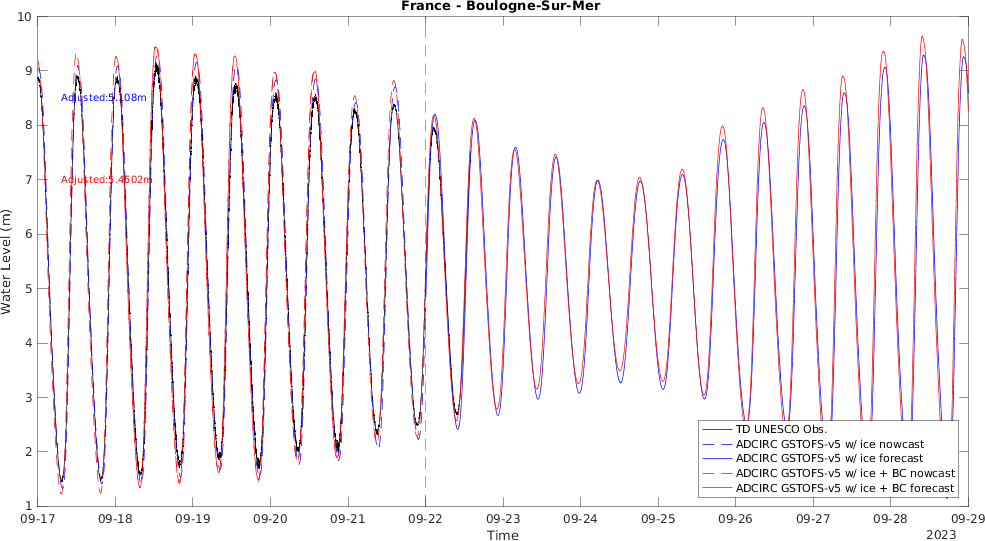 France - Boulogne-Sur-Mer
10
9
8
7
6
5
4
3
2
1
Water Level (m)
Adjusted:5.108m
Adjusted:5.4602m
TD UNESCO Obs.
ADCIRC GSTOFS-v5 w/ ice nowcast
ADCIRC GSTOFS-v5 w/ ice forecast
ADCIRC GSTOFS-v5 w/ ice + BC nowcast
ADCIRC GSTOFS-v5 w/ ice + BC forecast
09-17 09-18 09-19 09-20 09-21 09-22 09-23 09-24 09-25 09-26 09-27 09-28 09-29
Time
2023